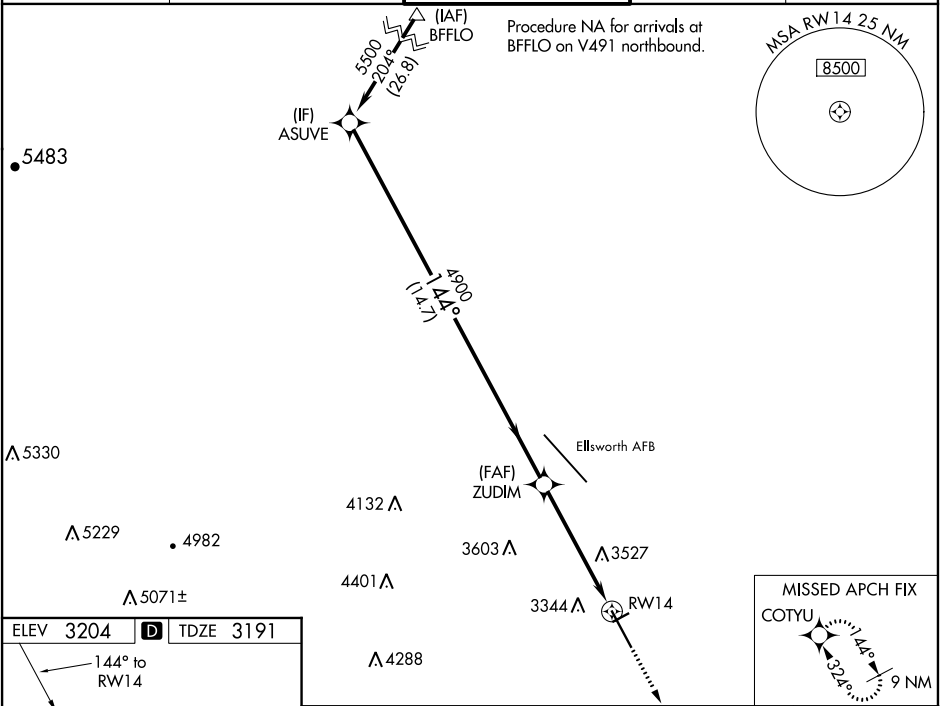 (IAF)
BFFLO
Procedure NA for arrivals at
BFFLO on V491 northbound.
MSA RW14 25 NM
8500
5500
204°
(26.8)
(IF)
ASUVE
5483
4900
144°
(14.7)
Ellsworth AFB
5330
(FAF)
ZUDIM
4132
5229
4982
3603
3527
4401
5071±
3344
RW14
MISSED APCH FIX
COTYU
144°
324°
9 NM
ELEV 3204 D TDZE 3191
4288
144° to
RW14